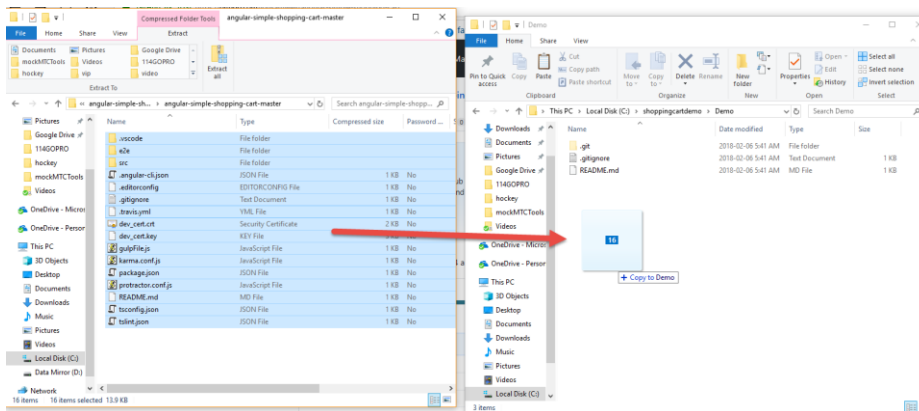 Compressed Folder Tools
angular-simple-shopping-cart-master
File
Home
Share
View
Extract
Documents
Pictures
Google Drive
mockMTCTools
Videos
114GOPRO
hockey
vip
video
Extract all
Extract To
angular-simple-sh... › angular-simple-shopping-cart-master
Search angular-simple-shopp...
Name
Type
Compressed size
Password ...
Pictures
Google Drive
114GOPRO
hockey
mockMTCTools
Videos
OneDrive - Micros
OneDrive - Person
This PC
3D Objects
Desktop
Documents
Downloads
Music
Pictures
Videos
Local Disk (C:)
Data Mirror (D:)
Network
.vscode File folder
e2e File folder
src File folder
.angular-cli.json JSON File 1 KB No
.editorconfig EDITORCONFIG File 1 KB No
.gitignore Text Document 1 KB No
.travis.yml YML File 1 KB No
dev_cert.crt Security Certificate 2 KB No
dev_cert.key KEY File No
gulpFile.js JavaScript File 1 KB No
karma.conf.js JavaScript File 1 KB No
package.json JSON File 1 KB No
protractor.conf.js JavaScript File 1 KB No
README.md MD File 1 KB No
tsconfig.json JSON File 1 KB No
tslint.json JSON File 1 KB No
16 items 16 items selected 13.9 KB
Demo
File
Home
Share
View
Pin to Quick access
Copy
Paste
Cut
Copy path
Paste shortcut
Clipboard
Move to
Copy to
Delete
Rename
Organize
New folder
New
Properties
Open
Edit
History
Open
Select all
Select none
Invert selection
Select
This PC › Local Disk (C:) › shoppingcartdemo › Demo
Search Demo
Name
Date modified
Type
Size
Downloads
Documents
Pictures
Google Drive
114GOPRO
hockey
mockMTCTools
Videos
OneDrive - Micros
OneDrive - Person
This PC
3D Objects
Desktop
Documents
Downloads
Music
Pictures
Videos
Local Disk (C:)
.git 2018-02-06 5:41 AM File folder
.gitignore 2018-02-06 5:41 AM Text Document 1 KB
README.md 2018-02-06 5:41 AM MD File 1 KB
16
+ Copy to Demo
3 items